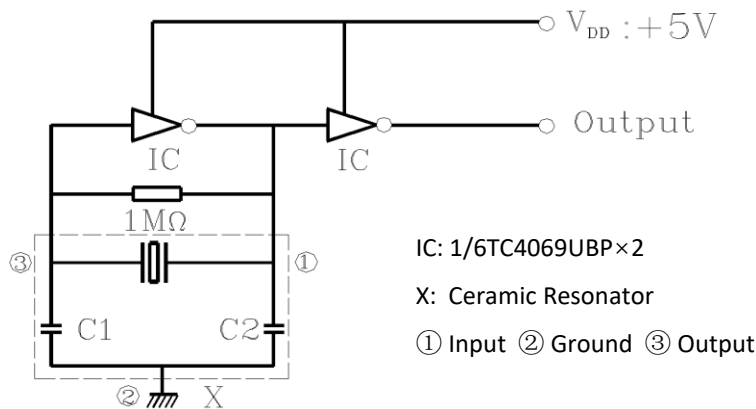 V_DD : +5V
Output
IC
IC
1MΩ
③
①
C1
C2
②
X
IC: 1/6TC4069UBP×2
X: Ceramic Resonator
① Input ② Ground ③ Output